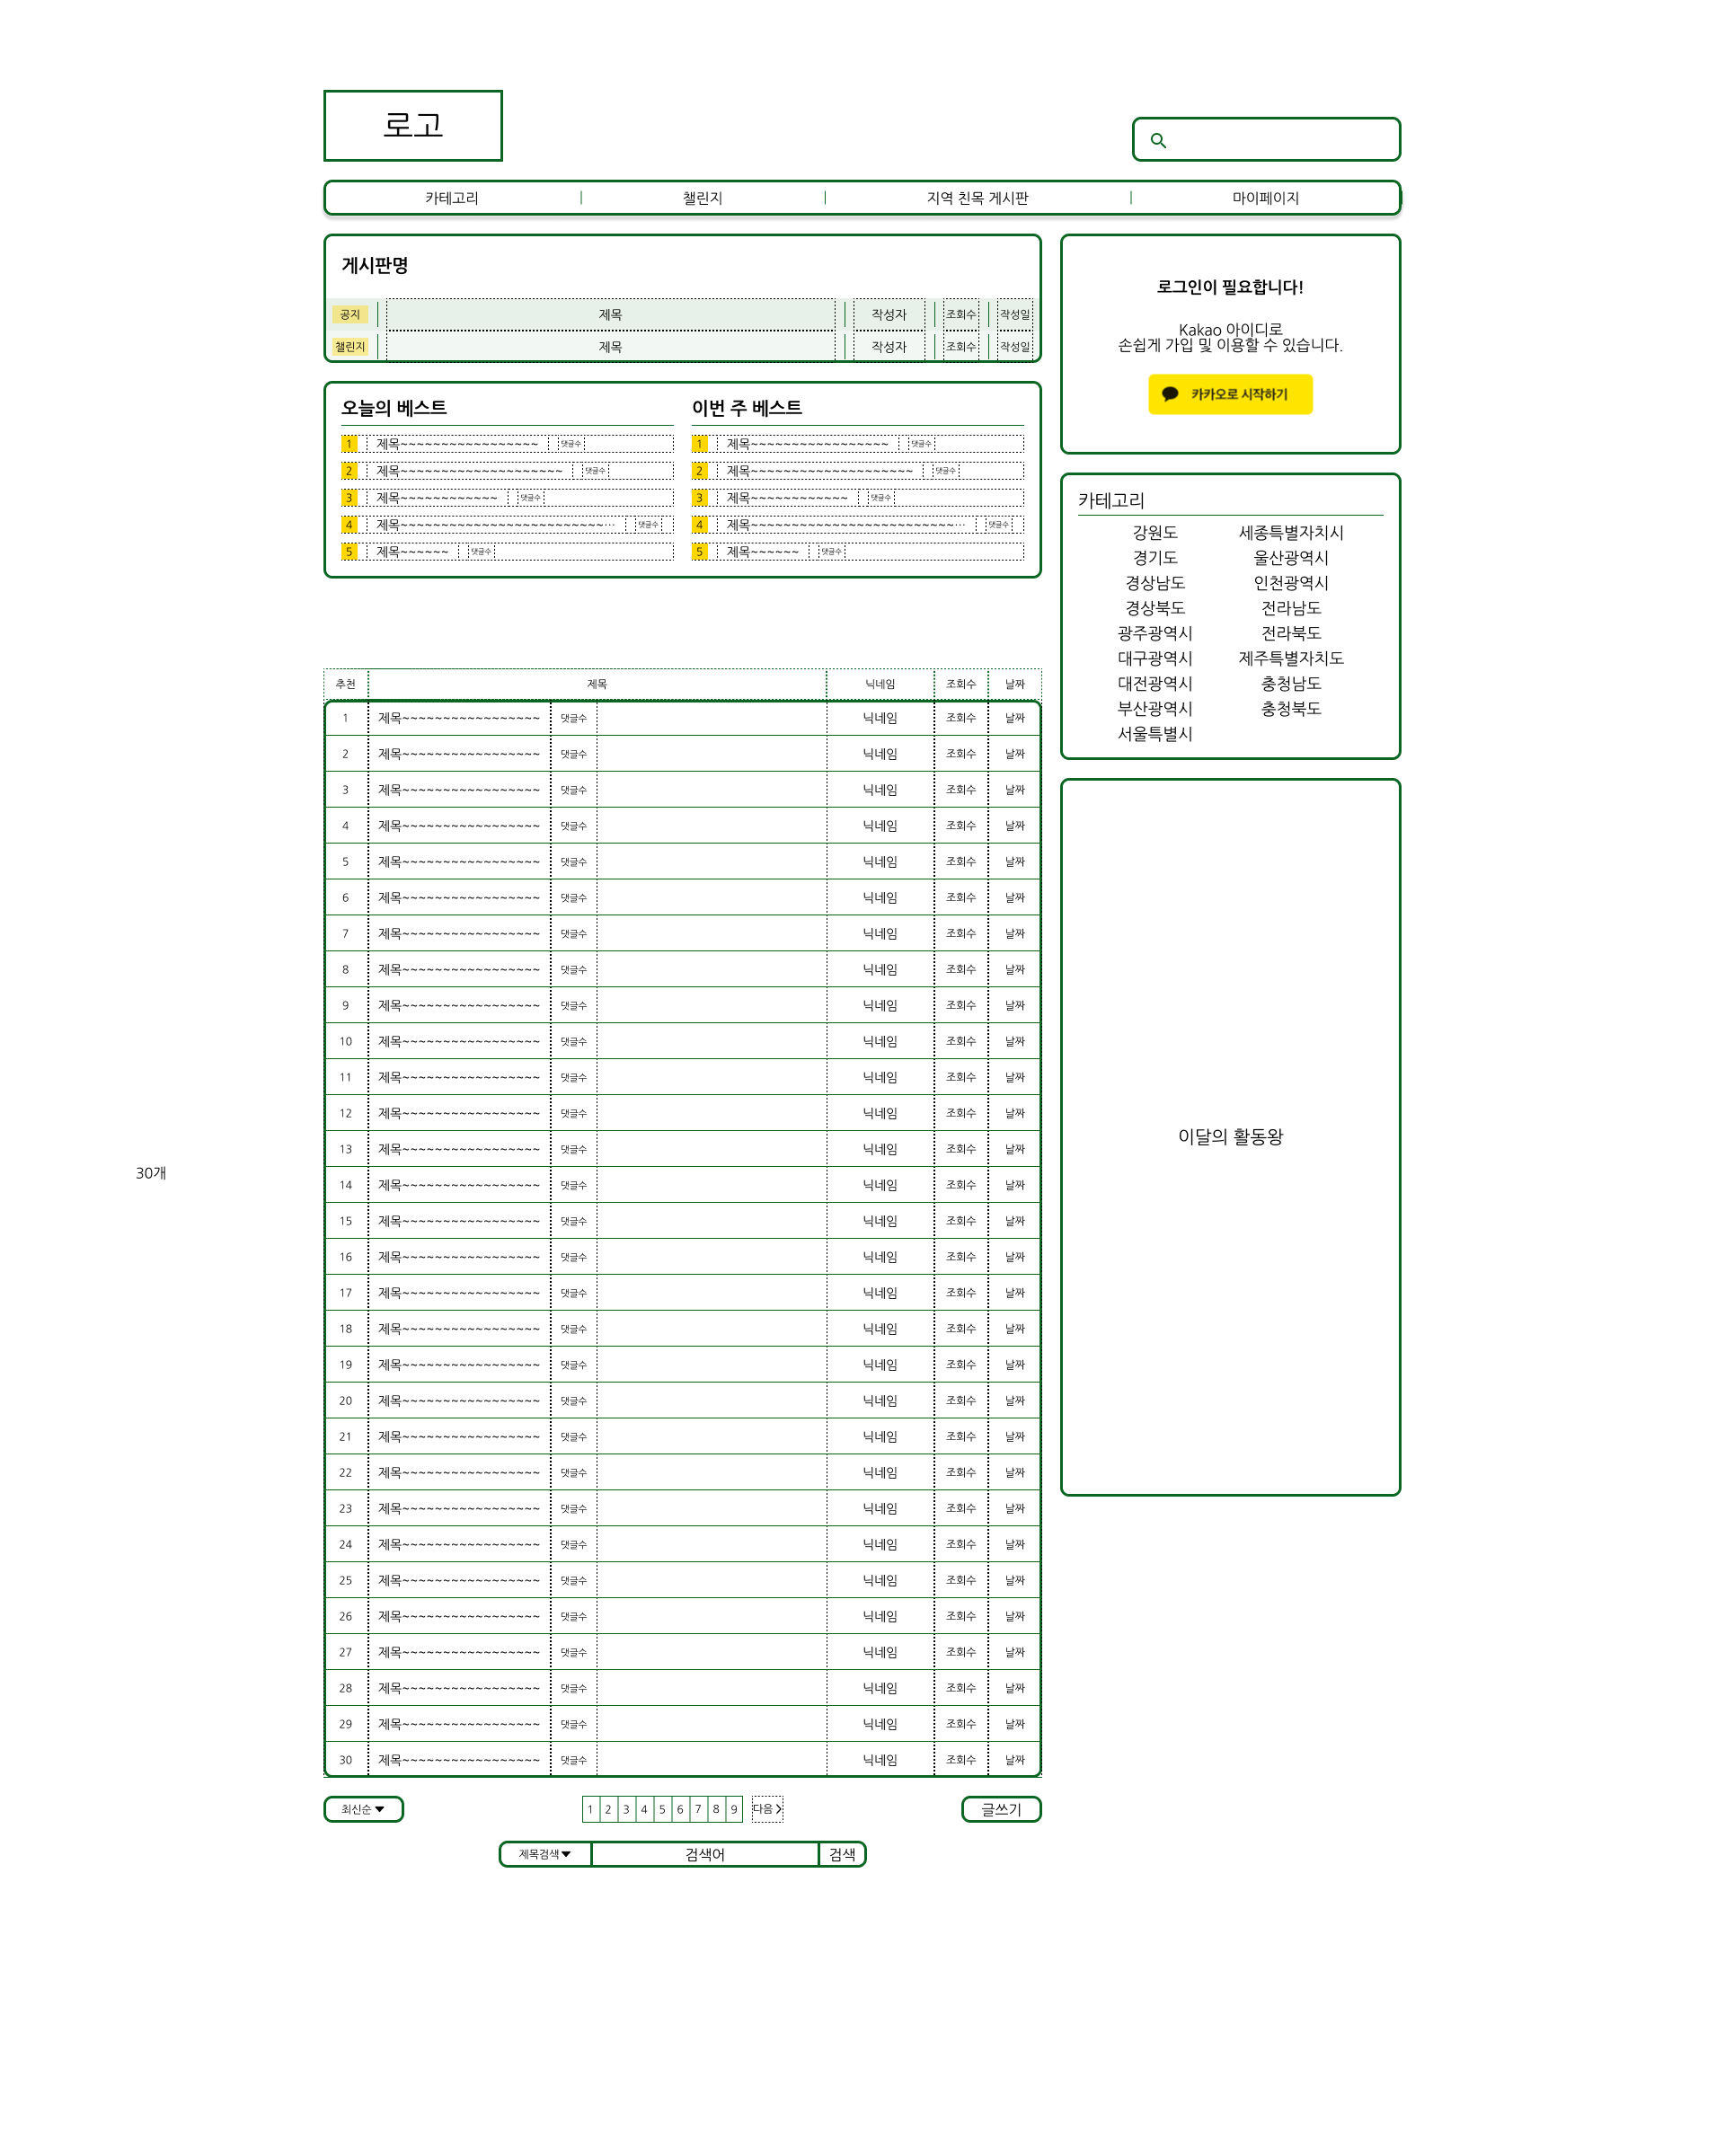 로고
카테고리 챌린지 지역 친목 게시판 마이페이지
게시판명
공지 제목 작성자 조회수 작성일
챌린지 제목 작성자 조회수 작성일
오늘의 베스트
1 제목~~~~~~~~~~~~~~~~~ 댓글수
2 제목~~~~~~~~~~~~~~~~~~~~ 댓글수
3 제목~~~~~~~~~~~~ 댓글수
4 제목~~~~~~~~~~~~~~~~~~~~~~~~~… 댓글수
5 제목~~~~~~ 댓글수
이번 주 베스트
1 제목~~~~~~~~~~~~~~~~~ 댓글수
2 제목~~~~~~~~~~~~~~~~~~~~ 댓글수
3 제목~~~~~~~~~~~~ 댓글수
4 제목~~~~~~~~~~~~~~~~~~~~~~~~~… 댓글수
5 제목~~~~~~ 댓글수
로그인이 필요합니다!
Kakao 아이디로
손쉽게 가입 및 이용할 수 있습니다.
카카오로 시작하기
카테고리
강원도 세종특별자치시
경기도 울산광역시
경상남도 인천광역시
경상북도 전라남도
광주광역시 전라북도
대구광역시 제주특별자치도
대전광역시 충청남도
부산광역시 충청북도
서울특별시
이달의 활동왕
30개
추천 제목 닉네임 조회수 날짜
1 제목~~~~~~~~~~~~~~~~~ 댓글수 닉네임 조회수 날짜
2 제목~~~~~~~~~~~~~~~~~ 댓글수 닉네임 조회수 날짜
3 제목~~~~~~~~~~~~~~~~~ 댓글수 닉네임 조회수 날짜
4 제목~~~~~~~~~~~~~~~~~ 댓글수 닉네임 조회수 날짜
5 제목~~~~~~~~~~~~~~~~~ 댓글수 닉네임 조회수 날짜
6 제목~~~~~~~~~~~~~~~~~ 댓글수 닉네임 조회수 날짜
7 제목~~~~~~~~~~~~~~~~~ 댓글수 닉네임 조회수 날짜
8 제목~~~~~~~~~~~~~~~~~ 댓글수 닉네임 조회수 날짜
9 제목~~~~~~~~~~~~~~~~~ 댓글수 닉네임 조회수 날짜
10 제목~~~~~~~~~~~~~~~~~ 댓글수 닉네임 조회수 날짜
11 제목~~~~~~~~~~~~~~~~~ 댓글수 닉네임 조회수 날짜
12 제목~~~~~~~~~~~~~~~~~ 댓글수 닉네임 조회수 날짜
13 제목~~~~~~~~~~~~~~~~~ 댓글수 닉네임 조회수 날짜
14 제목~~~~~~~~~~~~~~~~~ 댓글수 닉네임 조회수 날짜
15 제목~~~~~~~~~~~~~~~~~ 댓글수 닉네임 조회수 날짜
16 제목~~~~~~~~~~~~~~~~~ 댓글수 닉네임 조회수 날짜
17 제목~~~~~~~~~~~~~~~~~ 댓글수 닉네임 조회수 날짜
18 제목~~~~~~~~~~~~~~~~~ 댓글수 닉네임 조회수 날짜
19 제목~~~~~~~~~~~~~~~~~ 댓글수 닉네임 조회수 날짜
20 제목~~~~~~~~~~~~~~~~~ 댓글수 닉네임 조회수 날짜
21 제목~~~~~~~~~~~~~~~~~ 댓글수 닉네임 조회수 날짜
22 제목~~~~~~~~~~~~~~~~~ 댓글수 닉네임 조회수 날짜
23 제목~~~~~~~~~~~~~~~~~ 댓글수 닉네임 조회수 날짜
24 제목~~~~~~~~~~~~~~~~~ 댓글수 닉네임 조회수 날짜
25 제목~~~~~~~~~~~~~~~~~ 댓글수 닉네임 조회수 날짜
26 제목~~~~~~~~~~~~~~~~~ 댓글수 닉네임 조회수 날짜
27 제목~~~~~~~~~~~~~~~~~ 댓글수 닉네임 조회수 날짜
28 제목~~~~~~~~~~~~~~~~~ 댓글수 닉네임 조회수 날짜
29 제목~~~~~~~~~~~~~~~~~ 댓글수 닉네임 조회수 날짜
30 제목~~~~~~~~~~~~~~~~~ 댓글수 닉네임 조회수 날짜
최신순 1 2 3 4 5 6 7 8 9 다음 글쓰기
제목검색 검색어 검색